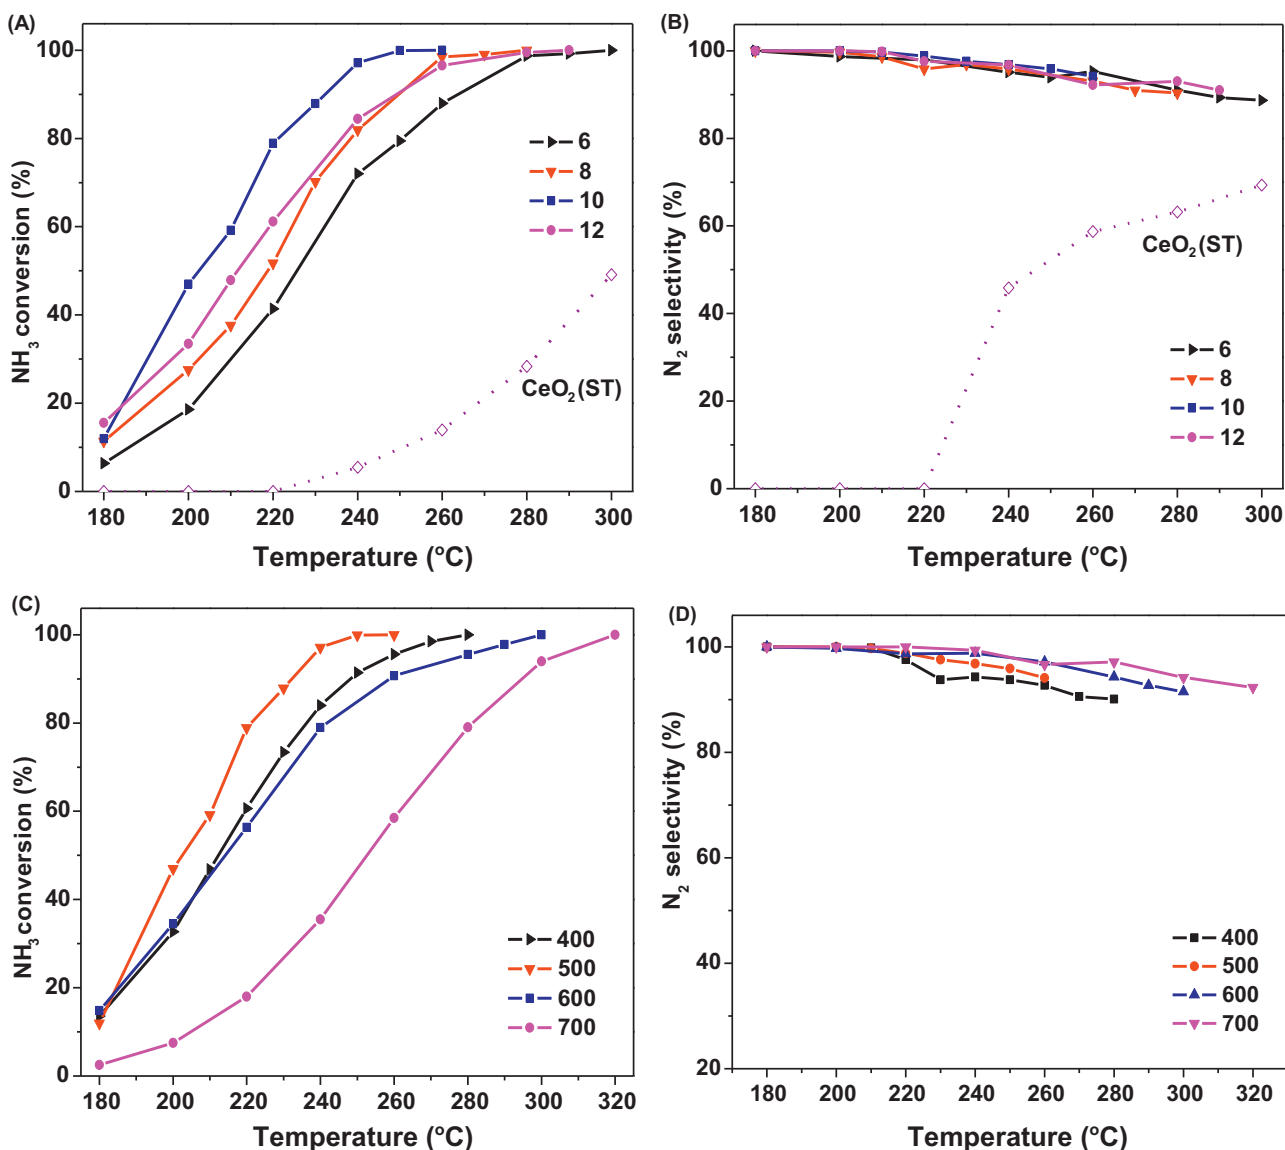 (A)
100
80
60
40
20
0
NH₃ conversion (%)
6
8
10
12
CeO₂(ST)
180 200 220 240 260 280 300
Temperature (°C)
(B)
100
80
60
40
20
0
N₂ selectivity (%)
CeO₂(ST)
6
8
10
12
180 200 220 240 260 280 300
Temperature (°C)
(C)
100
80
60
40
20
0
NH₃ conversion (%)
400
500
600
700
180 200 220 240 260 280 300 320
Temperature (°C)
(D)
100
80
60
40
20
N₂ selectivity (%)
400
500
600
700
180 200 220 240 260 280 300 320
Temperature (°C)